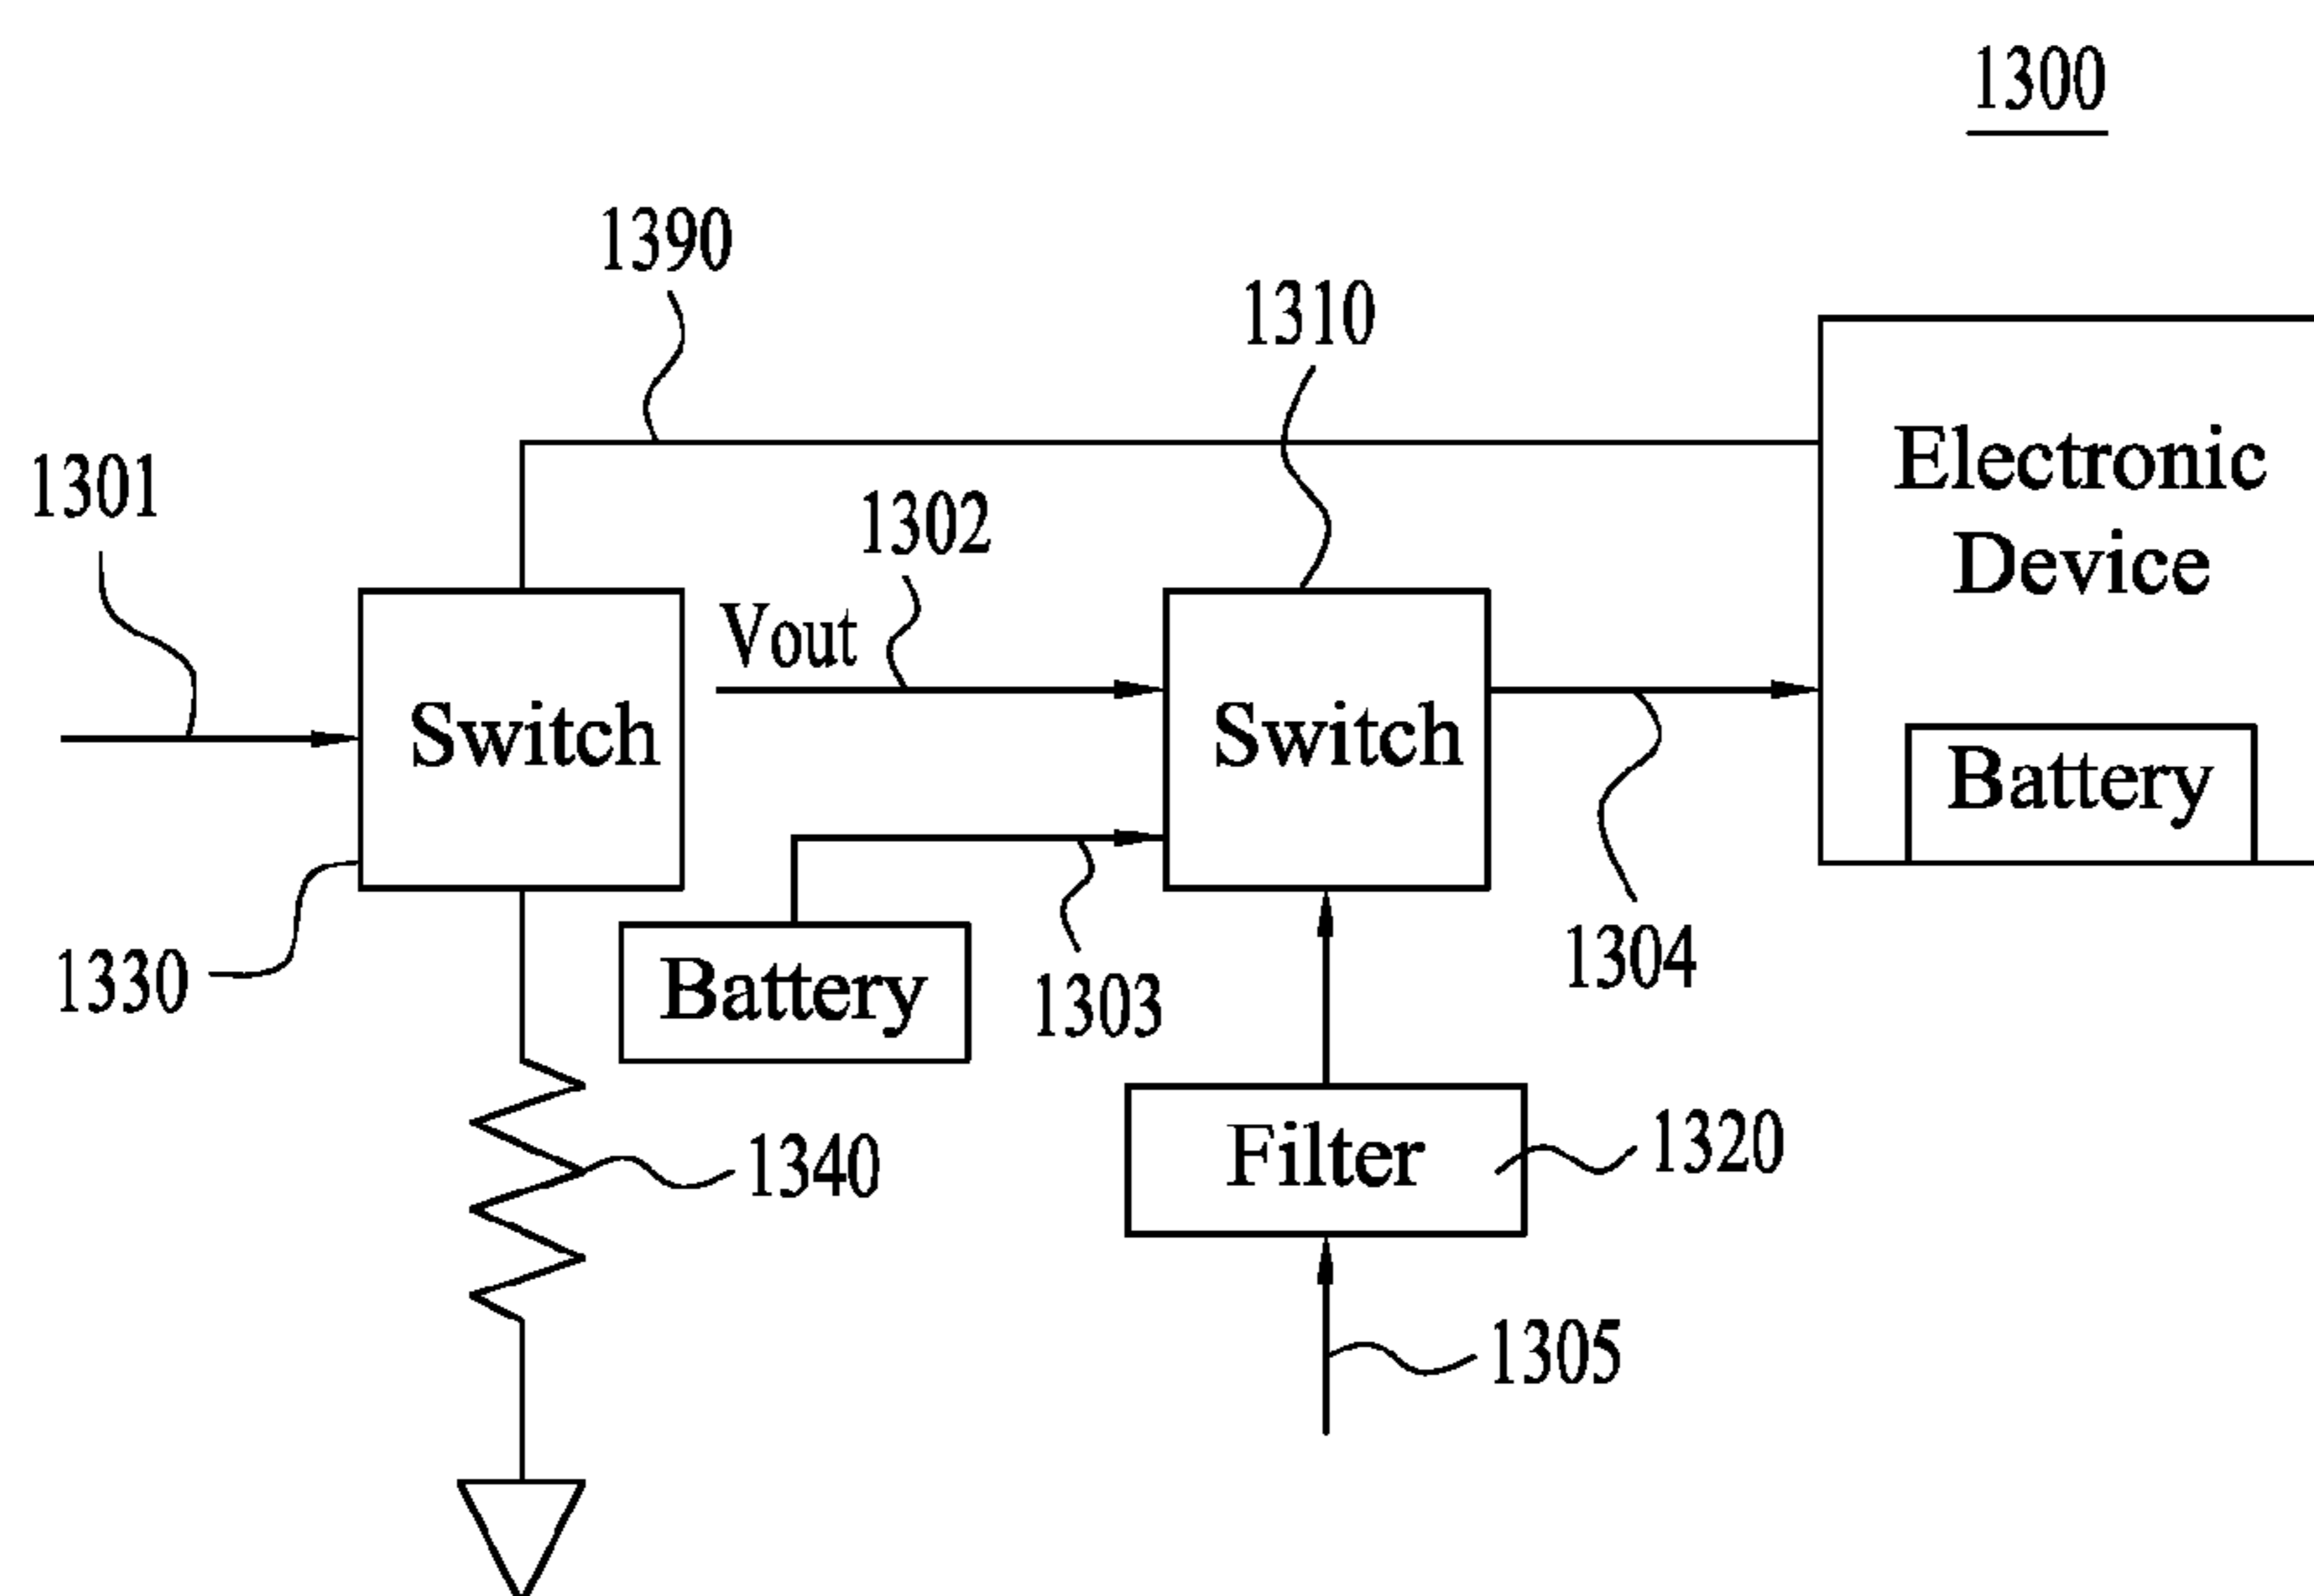 1300
1390
1310
1301
1302
Electronic
Device
Vout
Switch
Switch
Battery
1330
Battery
1303
1304
1340
Filter
1320
1305